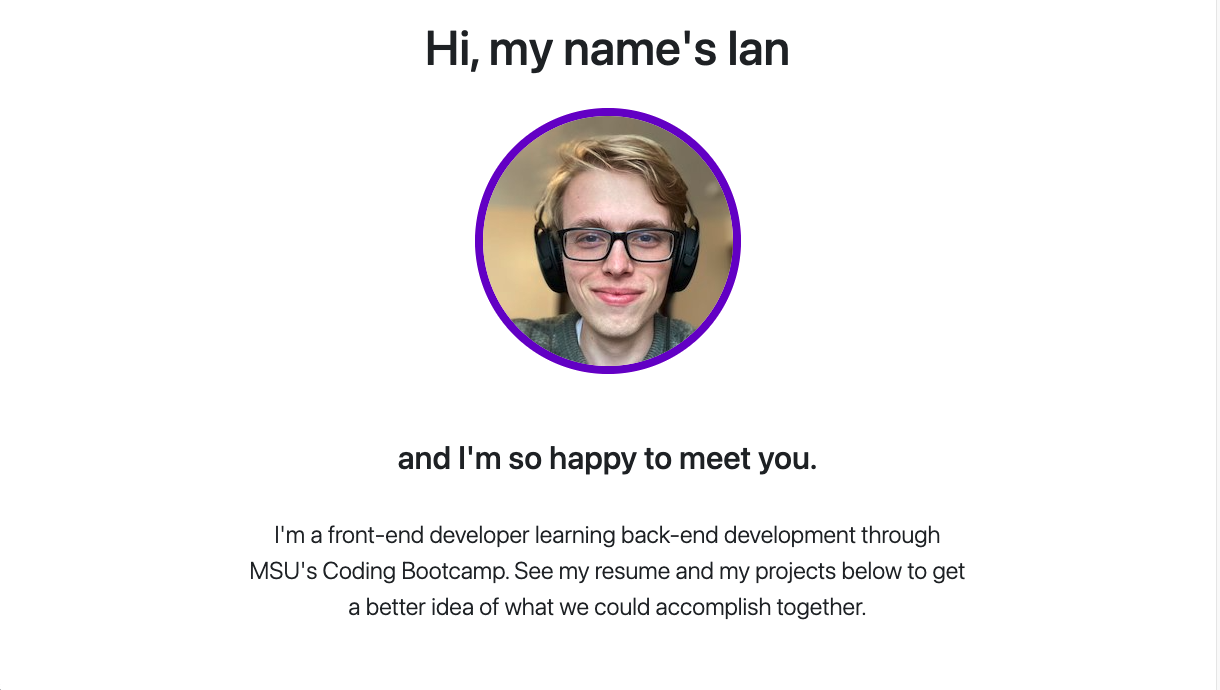 Hi, my name's Ian
and I'm so happy to meet you.
I'm a front-end developer learning back-end development through
MSU's Coding Bootcamp. See my resume and my projects below to get
a better idea of what we could accomplish together.